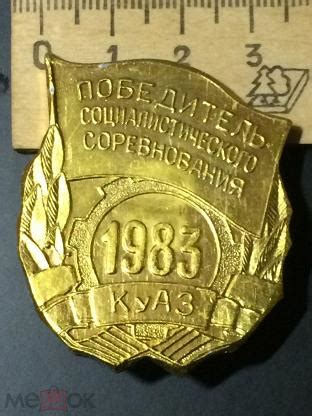 0 1 2 3
ПОБЕДИТЕЛЬ
СОЦИАЛИСТИЧЕСКОГО
СОРЕВНОВАНИЯ
1983
КуАЗ
мешок